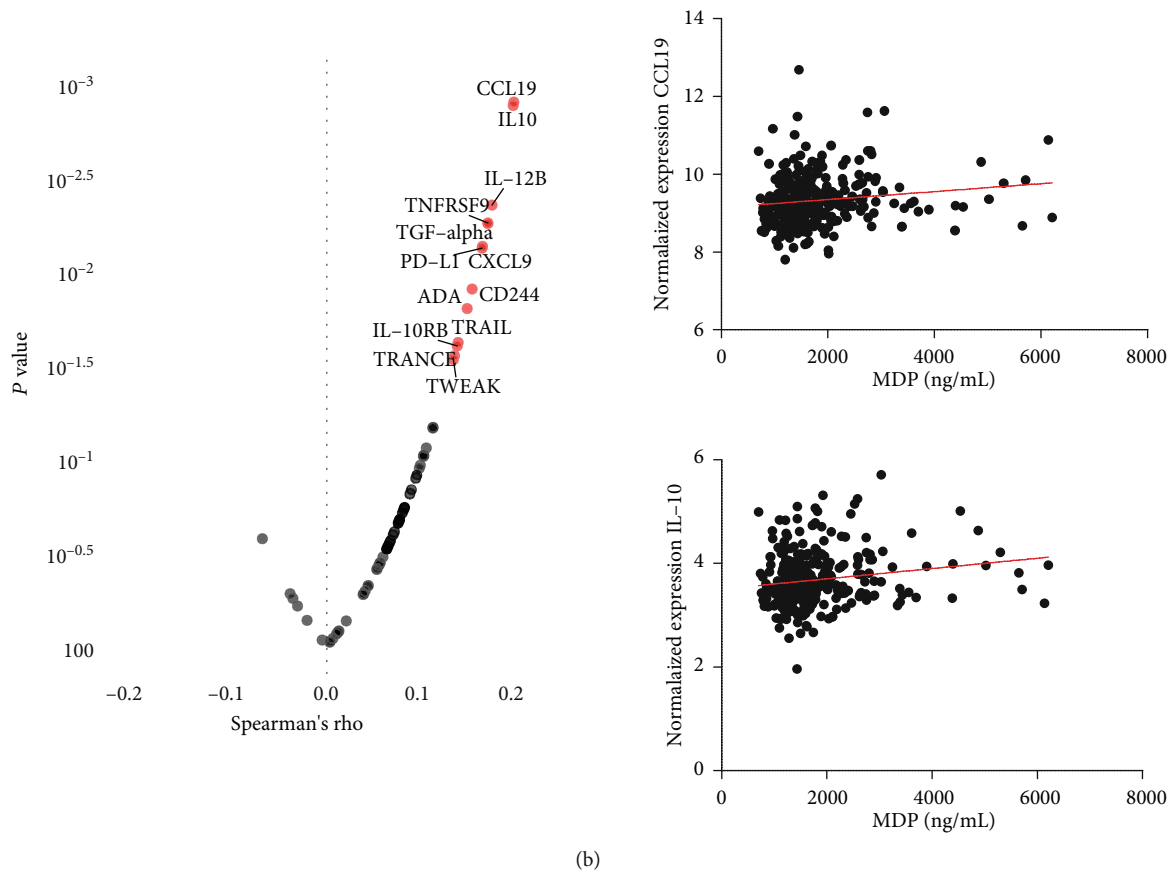 10−3
10−2.5
10−2
10−1.5
10−1
10−0.5
100
P value
CCL19
IL10
IL−12B
TNFRSF9
TGF−alpha
PD−L1 CXCL9
ADA CD244
IL−10RB TRAIL
TRANCE
TWEAK
−0.2 −0.1 0.0 0.1 0.2
Spearman's rho
Normalaized expression CCL19
14
12
10
8
6
0 2000 4000 6000 8000
MDP (ng/mL)
Normalaized expression IL−10
6
4
2
0
0 2000 4000 6000 8000
MDP (ng/mL)
(b)